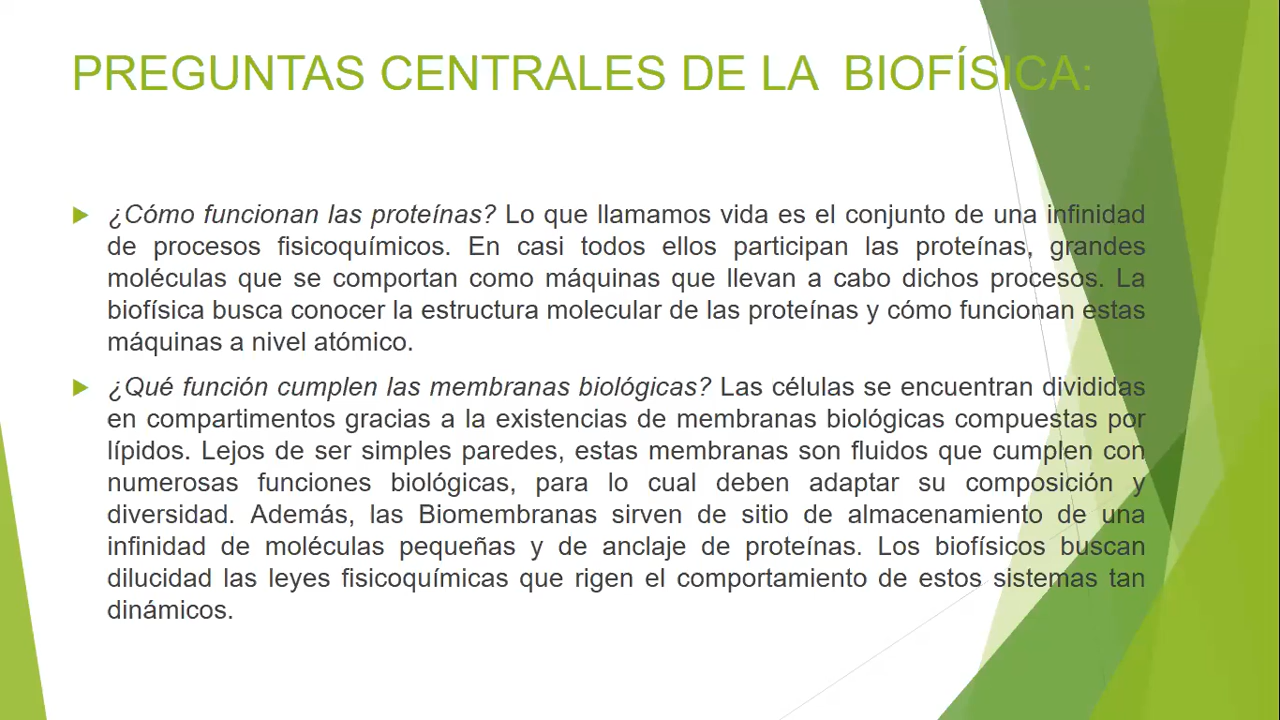 PREGUNTAS CENTRALES DE LA  BIOFÍSICA:
¿Cómo funcionan las proteínas? Lo que llamamos vida es el conjunto de una infinidad
de procesos fisicoquímicos. En casi todos ellos participan las proteínas, grandes
moléculas que se comportan como máquinas que llevan a cabo dichos procesos. La
biofísica busca conocer la estructura molecular de las proteínas y cómo funcionan estas
máquinas a nivel atómico.
¿Qué función cumplen las membranas biológicas? Las células se encuentran divididas
en compartimentos gracias a la existencias de membranas biológicas compuestas por
lípidos. Lejos de ser simples paredes, estas membranas son fluidos que cumplen con
numerosas funciones biológicas, para lo cual deben adaptar su composición y
diversidad. Además, las Biomembranas sirven de sitio de almacenamiento de una
infinidad de moléculas pequeñas y de anclaje de proteínas. Los biofísicos buscan
dilucidad las leyes fisicoquímicas que rigen el comportamiento de estos sistemas tan
dinámicos.